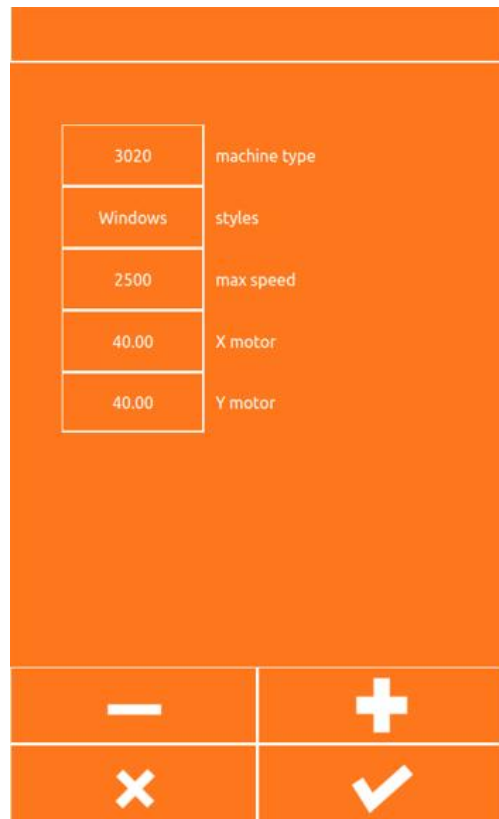 3020 machine type
Windows styles
2500 max speed
40.00 X motor
40.00 Y motor